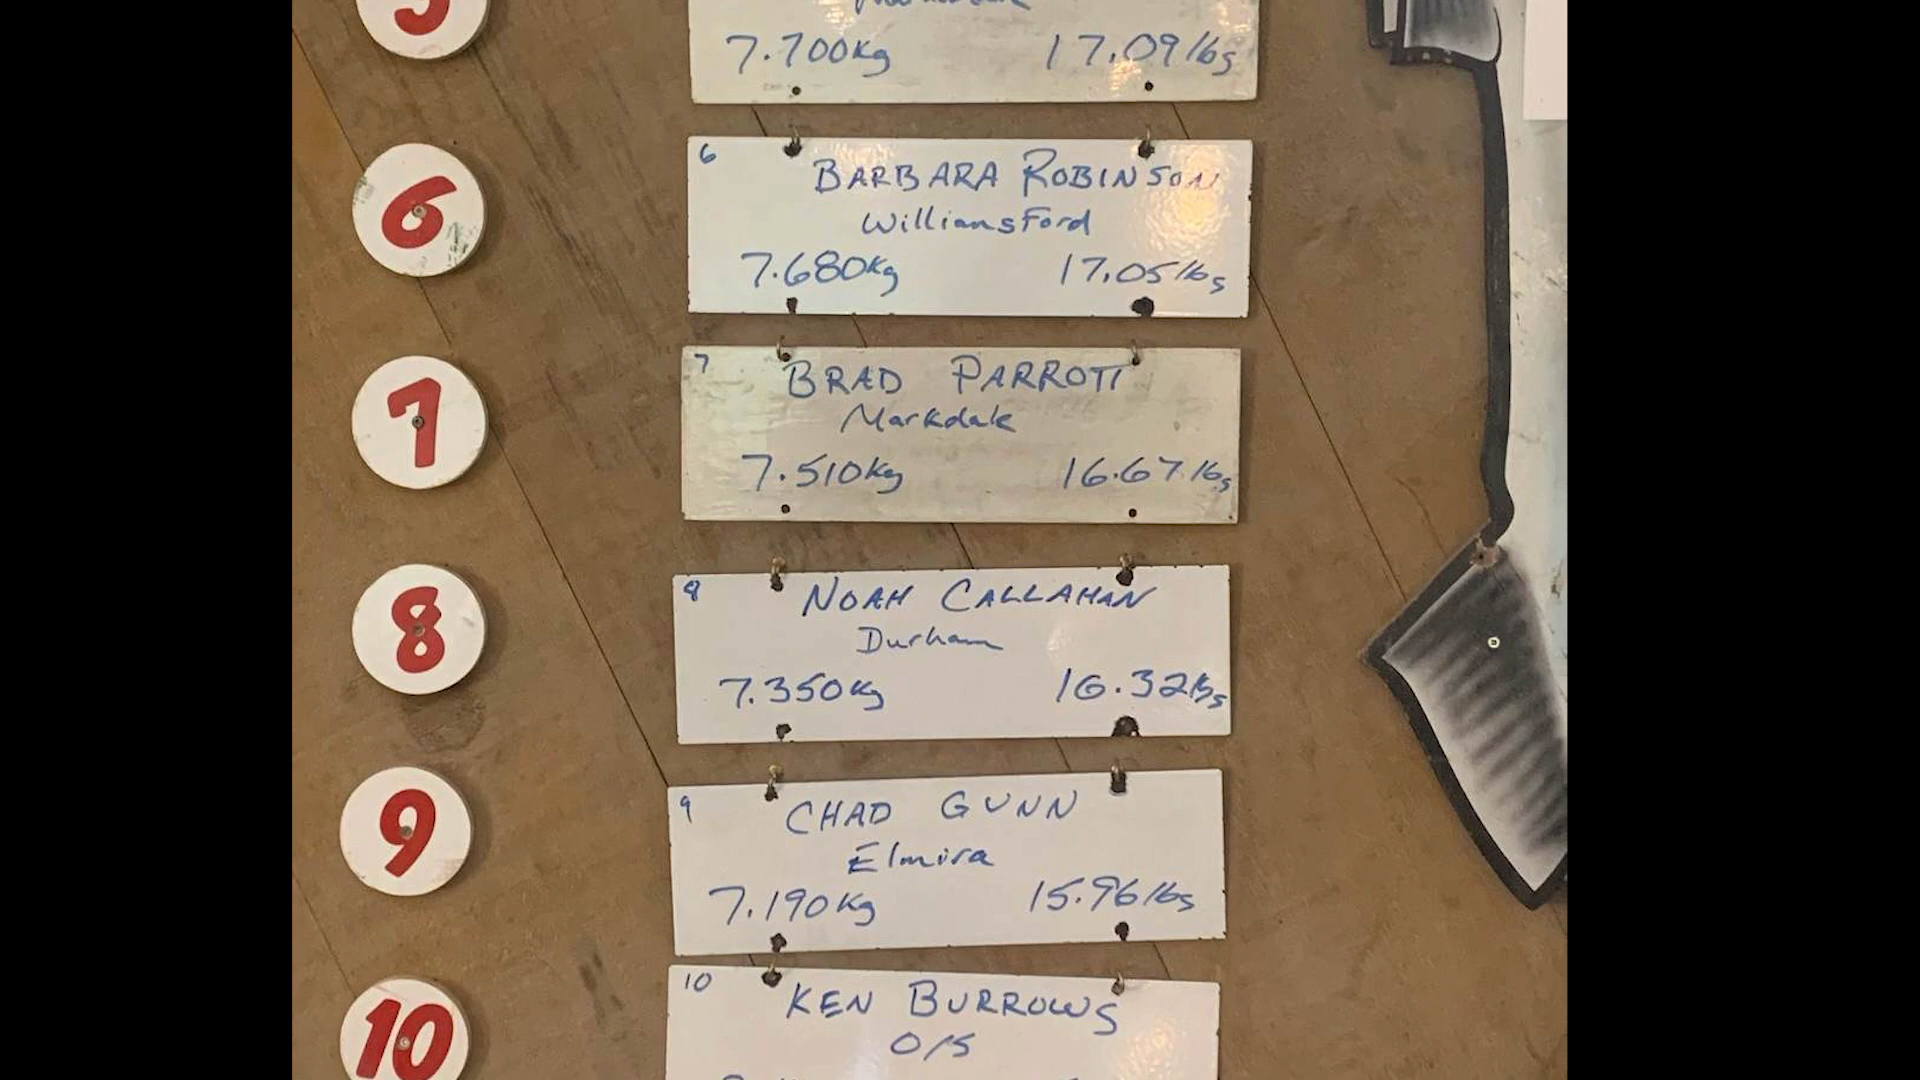 5
7.700kg 17.09lbs
6
6
BARBARA ROBINSON
Williamsford
7.680kg 17.05lbs
7
7
BRAD PARROTT
Markdale
7.510kg 16.67lbs
8
8
NOAH CALLAHAN
Durham
7.350kg 16.32lbs
9
9
CHAD GUNN
Elmira
7.190kg 15.96lbs
10
10
KEN BURROWS
O/S